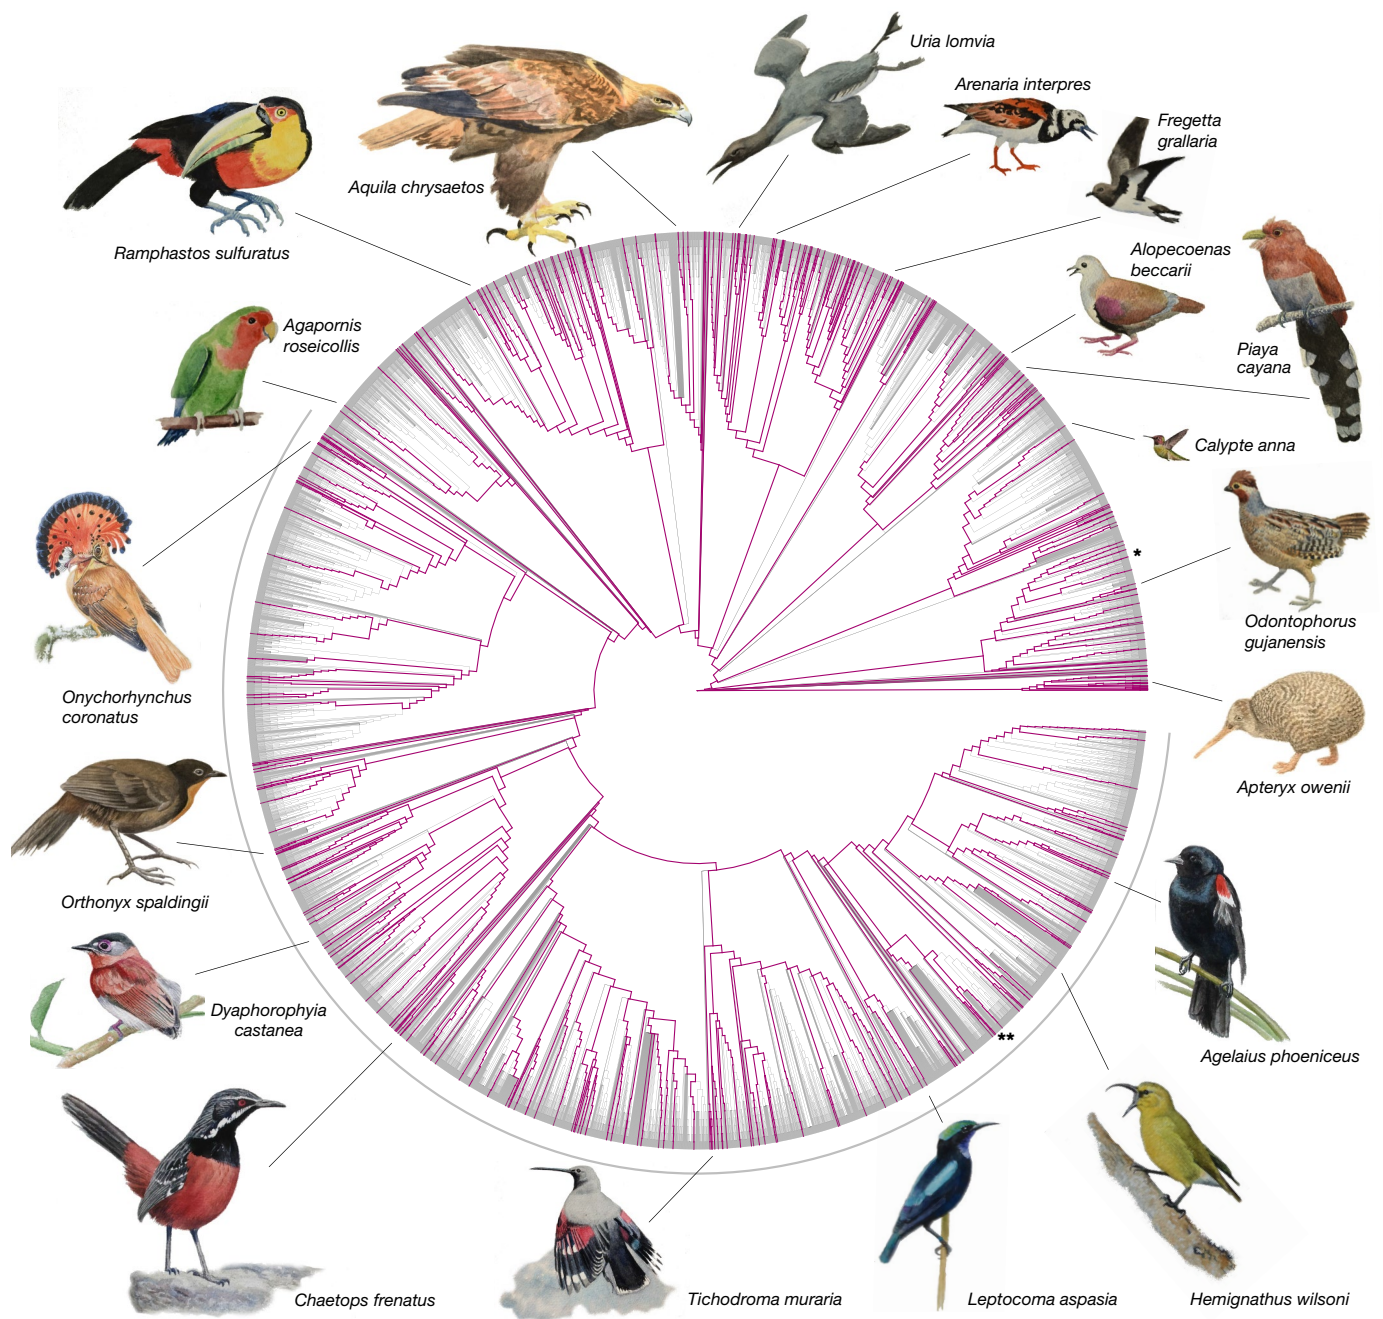 Uria lomvia
Arenaria interpres
Fregetta
grallaria
Aquila chrysaetos
Ramphastos sulfuratus
Alopecoenas
beccarii
Agapornis
roseicollis
Piaya
cayana
Calypte anna
*
Odontophorus
gujanensis
Onychorhynchus
coronatus
Apteryx owenii
Orthonyx spaldingii
Dyaphorophyia
castanea
**
Agelaius phoeniceus
Chaetops frenatus
Tichodroma muraria
Leptocoma aspasia
Hemignathus wilsoni